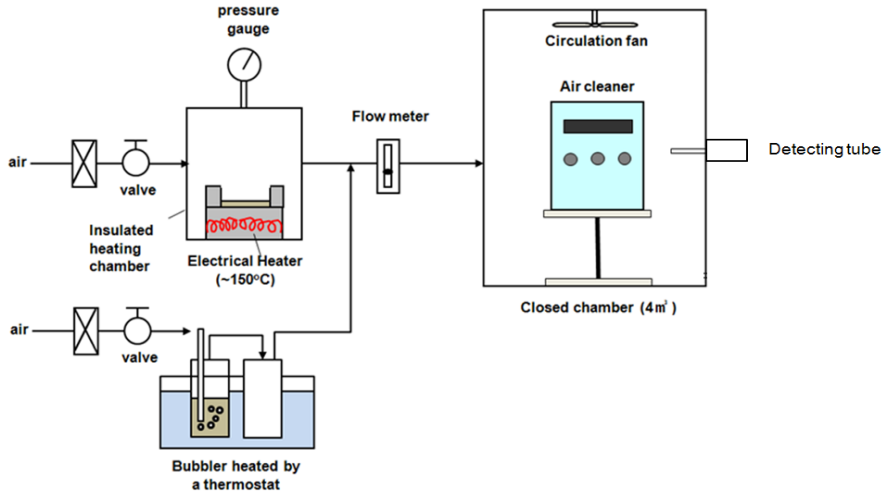 pressure
gauge
Circulation fan
Air cleaner
Flow meter
Detecting tube
air
valve
Insulated
heating
chamber
Electrical Heater
(~150°C)
Closed chamber (4㎥)
air
valve
Bubbler heated by
a thermostat